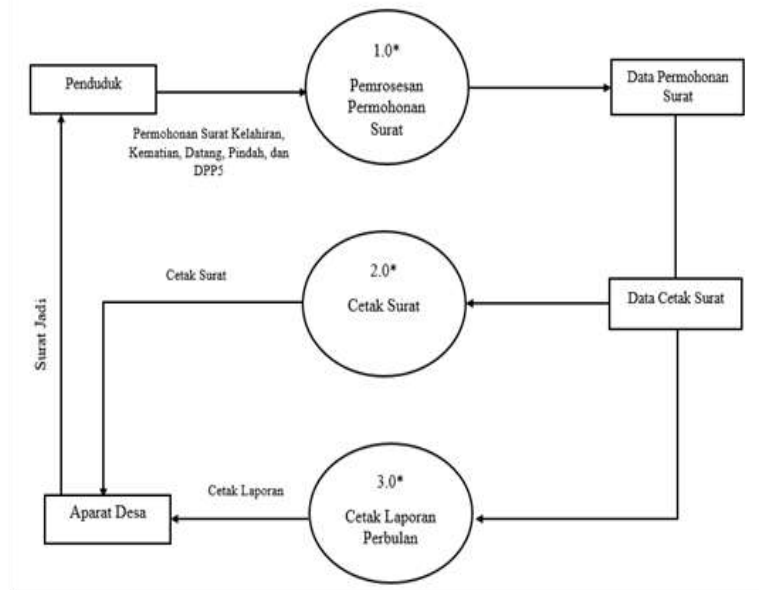 Penduduk
1.0*
Pemrosesan
Permohonan
Surat
Data Permohonan
Surat
Permohonan Surat Kelahiran,
Kematian, Datang, Pindah, dan
DPP5
Cetak Surat
2.0*
Cetak Surat
Data Cetak Surat
Surat Jadi
Aparat Desa
Cetak Laporan
3.0*
Cetak Laporan
Perbulan